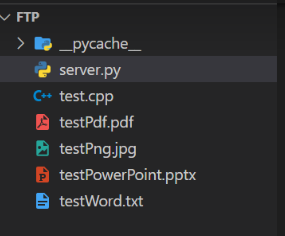 FTP
__pycache__
server.py
C++ test.cpp
testPdf.pdf
testPng.jpg
testPowerPoint.pptx
testWord.txt